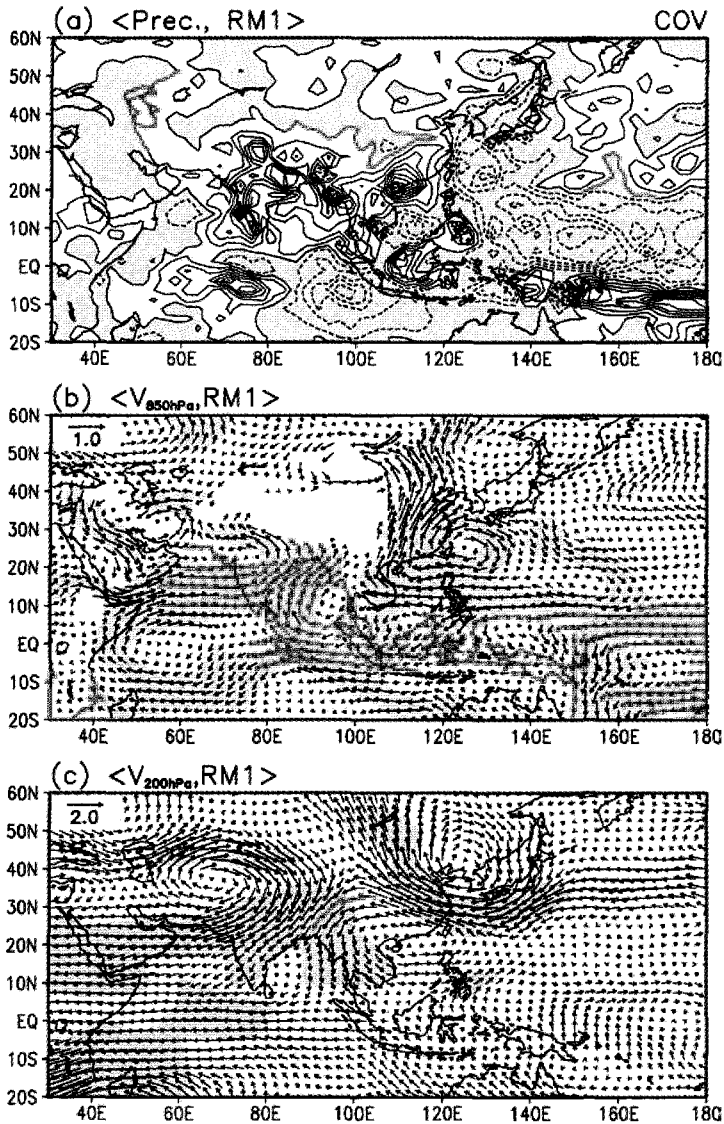 (a) <Prec., RM1> COV
60N
50N
40N
30N
20N
10N
EQ
10S
20S
40E 60E 80E 100E 120E 140E 160E 180
(b) <V850hPa,RM1>
60N
1.0
50N
40N
30N
20N
10N
EQ
10S
20S
40E 60E 80E 100E 120E 140E 160E 180
(c) <V200hPa,RM1>
60N
2.0
50N
40N
30N
20N
10N
EQ
10S
20S
40E 60E 80E 100E 120E 140E 160E 180